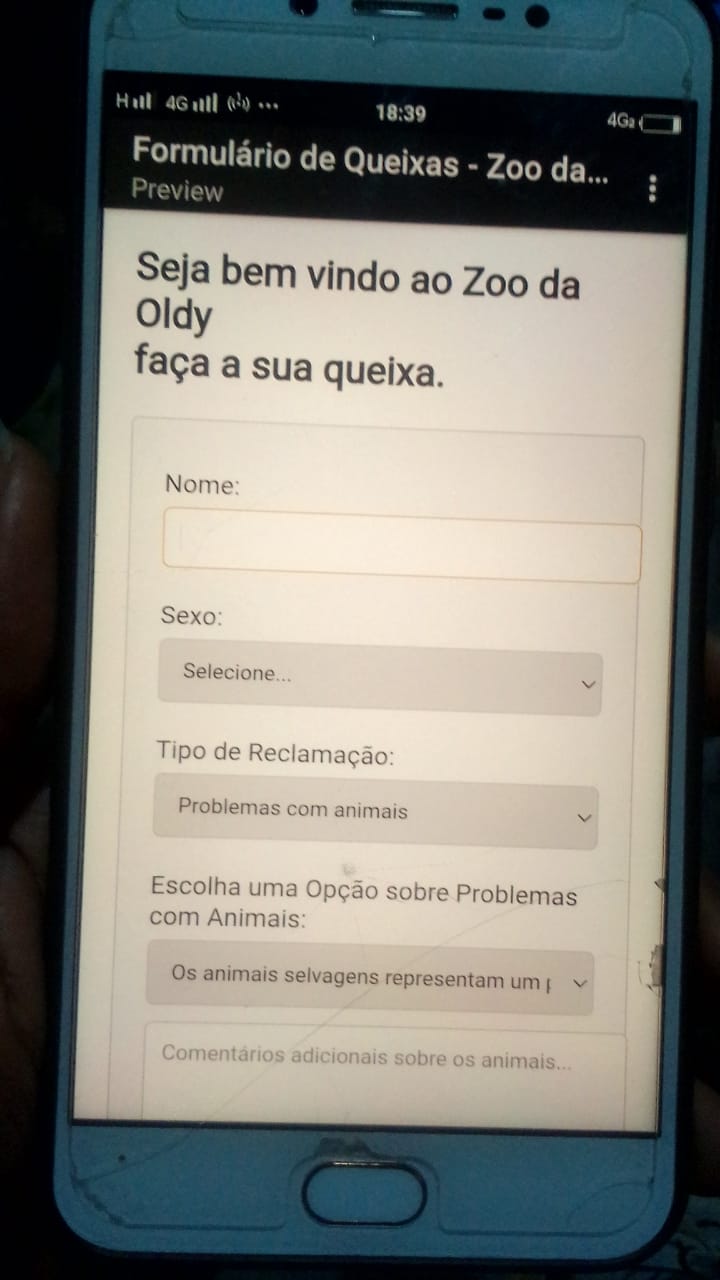 H 4G 18:39 4G2
Formulário de Queixas - Zoo da...
Preview
Seja bem vindo ao Zoo da
Oldy
faça a sua queixa.
Nome:
Sexo:
Selecione...
Tipo de Reclamação:
Problemas com animais
Escolha uma Opção sobre Problemas
com Animais:
Os animais selvagens representam um
Comentários adicionais sobre os animais...